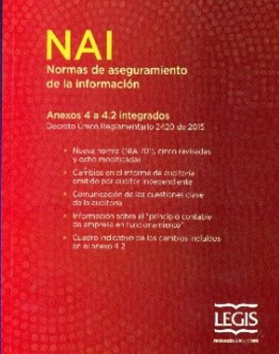 NAI
Normas de aseguramiento
de la información
Anexos 4 a 4.2 integrados
Decreto Único Reglamentario 2420 de 2015
• Nueva norma (NIA 701), cinco revisadas
y ocho modificadas
• Cambios en el informe de auditoría
emitido por auditor independiente
• Comunicación de las cuestiones clave
de la auditoría
• Información sobre el "principio contable
de empresa en funcionamiento"
• Cuadro indicativo de los cambios incluidos
en el anexo 4.2
LEGIS